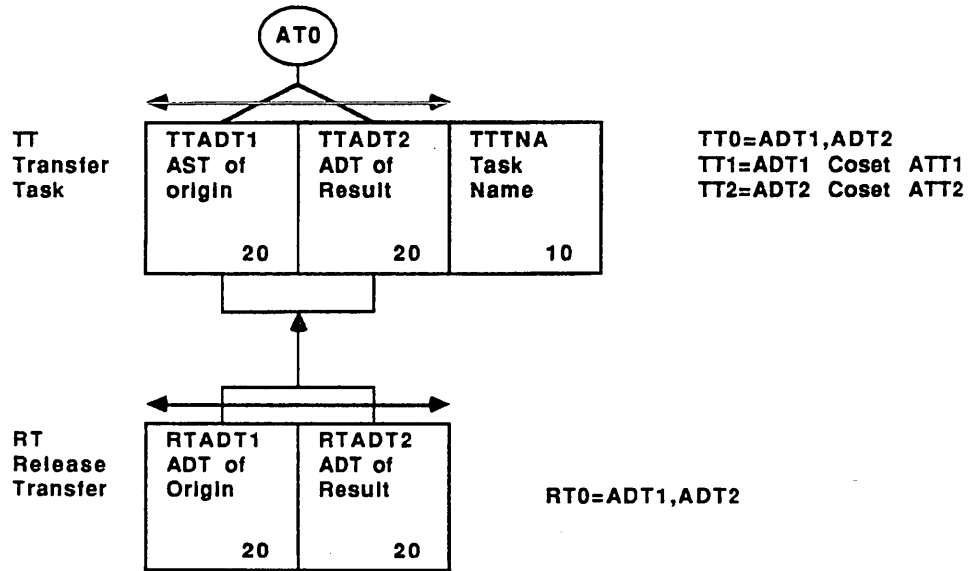 AT0
TT
Transfer
Task
TTADT1
AST of
origin
20
TTADT2
ADT of
Result
20
TTTNA
Task
Name
10
TT0=ADT1,ADT2
TT1=ADT1 Coset ATT1
TT2=ADT2 Coset ATT2
RT
Release
Transfer
RTADT1
ADT of
Origin
20
RTADT2
ADT of
Result
20
RT0=ADT1,ADT2